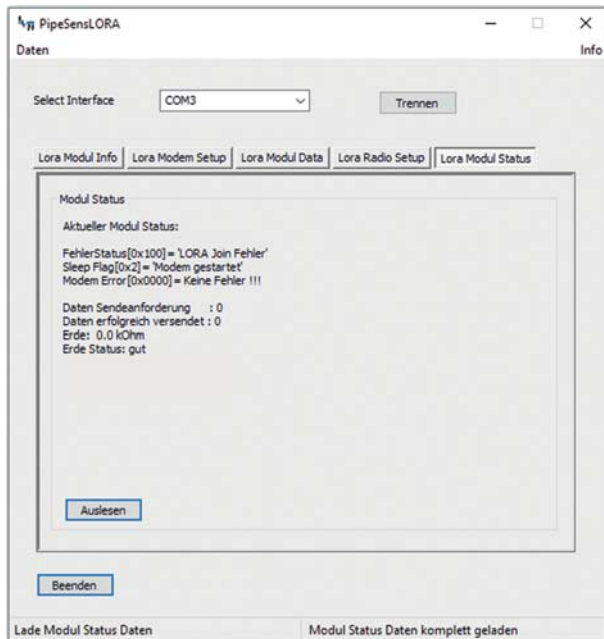 PipeSensLORA
Daten Info
Select Interface COM3 Trennen
Lora Modul Info Lora Modem Setup Lora Modul Data Lora Radio Setup Lora Modul Status
Modul Status
Aktueller Modul Status:
FehlerStatus[0x100]= 'LORA Join Fehler'
Sleep Flag[0x2]= 'Modem gestartet'
Modem Error[0x0000]= Keine Fehler !!!
Daten Sendeanforderung : 0
Daten erfolgreich versendet : 0
Erde: 0.0 kOhm
Erde Status: gut
Auslesen
Beenden
Lade Modul Status Daten Modul Status Daten komplett geladen